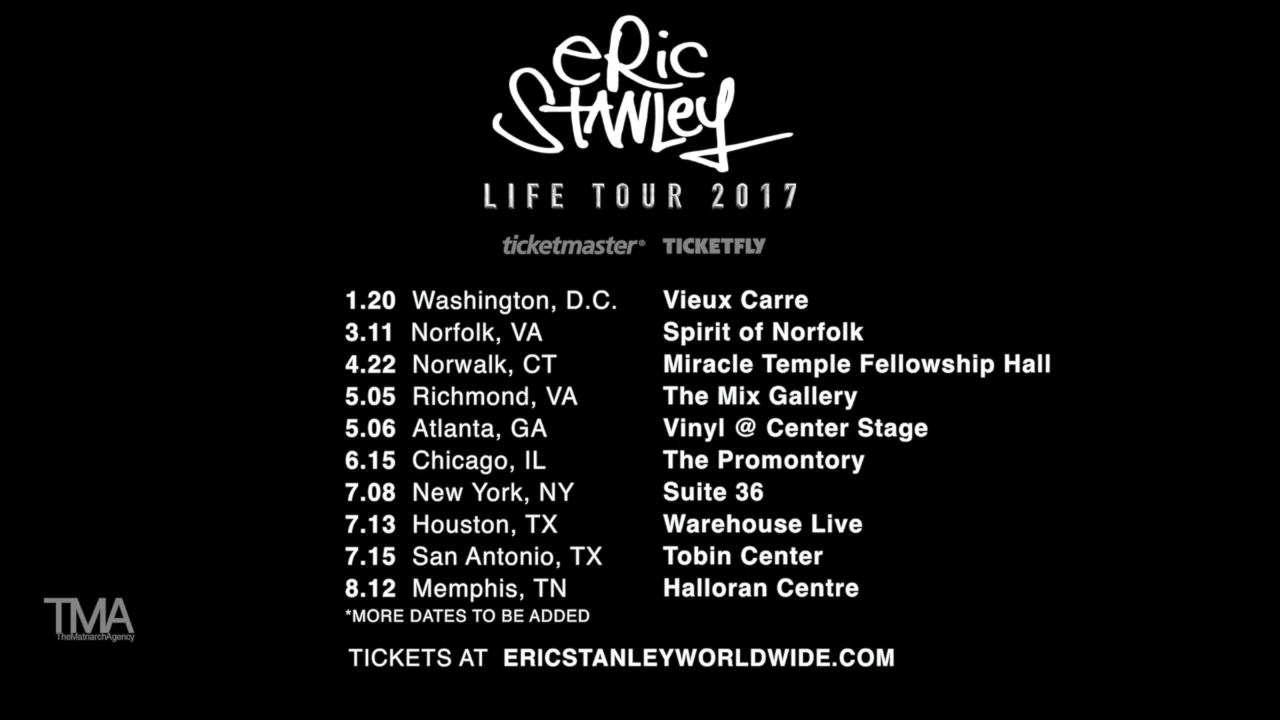 eRic
STANLey
LIFE TOUR 2017
ticketmaster® TICKETFLY
1.20 Washington, D.C. Vieux Carre
3.11 Norfolk, VA Spirit of Norfolk
4.22 Norwalk, CT Miracle Temple Fellowship Hall
5.05 Richmond, VA The Mix Gallery
5.06 Atlanta, GA Vinyl @ Center Stage
6.15 Chicago, IL The Promontory
7.08 New York, NY Suite 36
7.13 Houston, TX Warehouse Live
7.15 San Antonio, TX Tobin Center
8.12 Memphis, TN Halloran Centre
*MORE DATES TO BE ADDED
TMA
TheMatriarchAgency
TICKETS AT ERICSTANLEYWORLDWIDE.COM